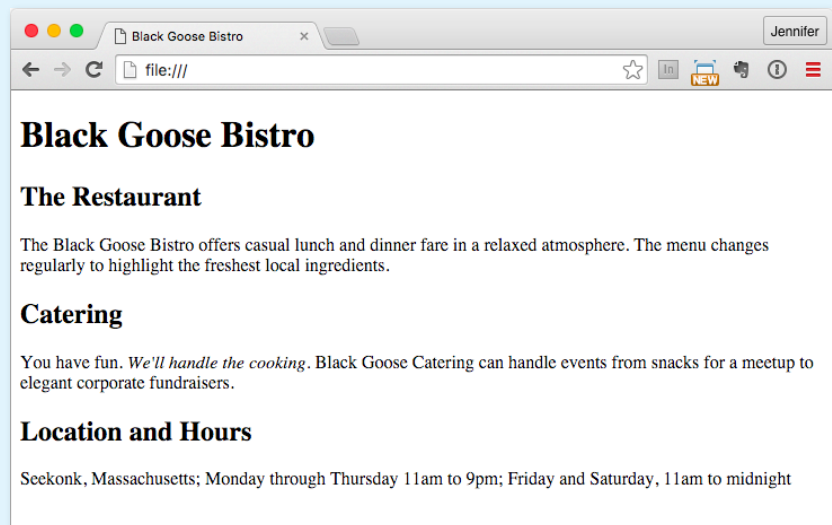 Black Goose Bistro
Jennifer
file:///
In
NEW
Black Goose Bistro
The Restaurant
The Black Goose Bistro offers casual lunch and dinner fare in a relaxed atmosphere. The menu changes
regularly to highlight the freshest local ingredients.
Catering
You have fun. We'll handle the cooking. Black Goose Catering can handle events from snacks for a meetup to
elegant corporate fundraisers.
Location and Hours
Seekonk, Massachusetts; Monday through Thursday 11am to 9pm; Friday and Saturday, 11am to midnight